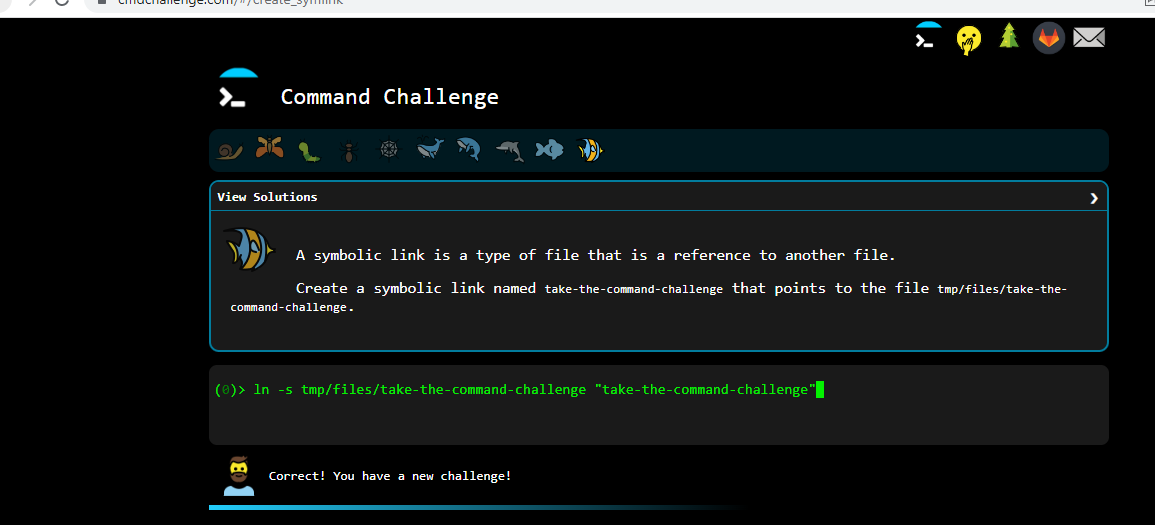 cmdchallenge.com/#/create_symlink
Command Challenge
View Solutions
A symbolic link is a type of file that is a reference to another file.
Create a symbolic link named take-the-command-challenge that points to the file tmp/files/take-the-
command-challenge.
(0)> ln -s tmp/files/take-the-command-challenge "take-the-command-challenge"
Correct! You have a new challenge!